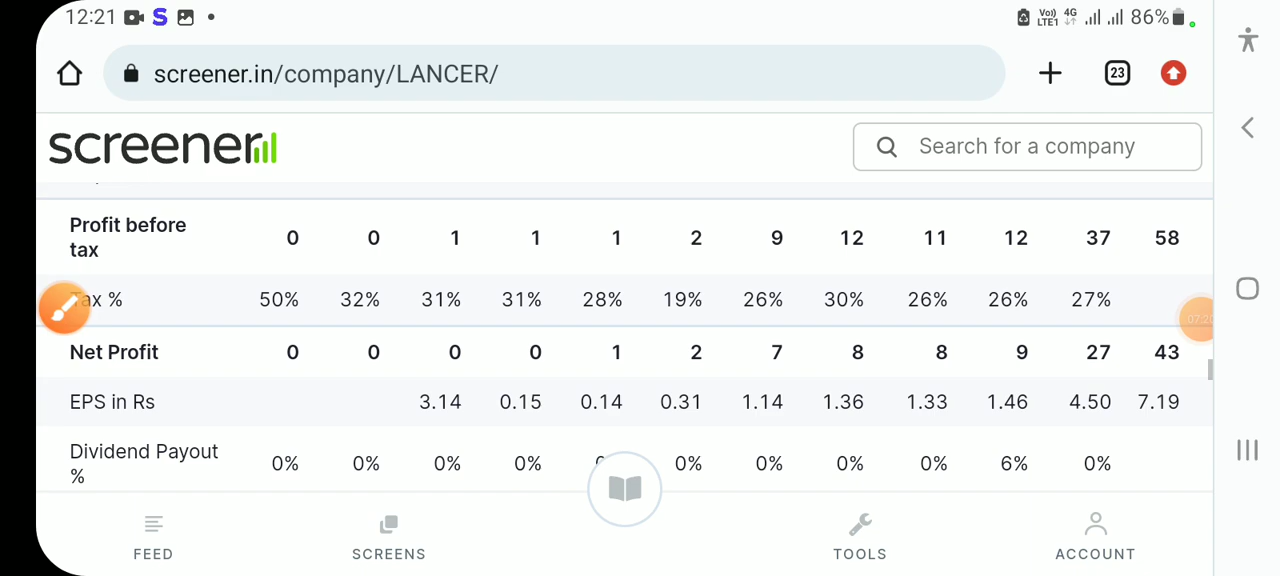 12:21 S Vo) LTE1 4G 86%
screener.in/company/LANCER/ 23
screener Search for a company
Profit before tax 0 0 1 1 1 2 9 12 11 12 37 58
Tax % 50% 32% 31% 31% 28% 19% 26% 30% 26% 26% 27%
Net Profit 0 0 0 0 1 2 7 8 8 9 27 43
EPS in Rs 3.14 0.15 0.14 0.31 1.14 1.36 1.33 1.46 4.50 7.19
Dividend Payout % 0% 0% 0% 0% 0% 0% 0% 0% 6% 0%
FEED SCREENS TOOLS ACCOUNT